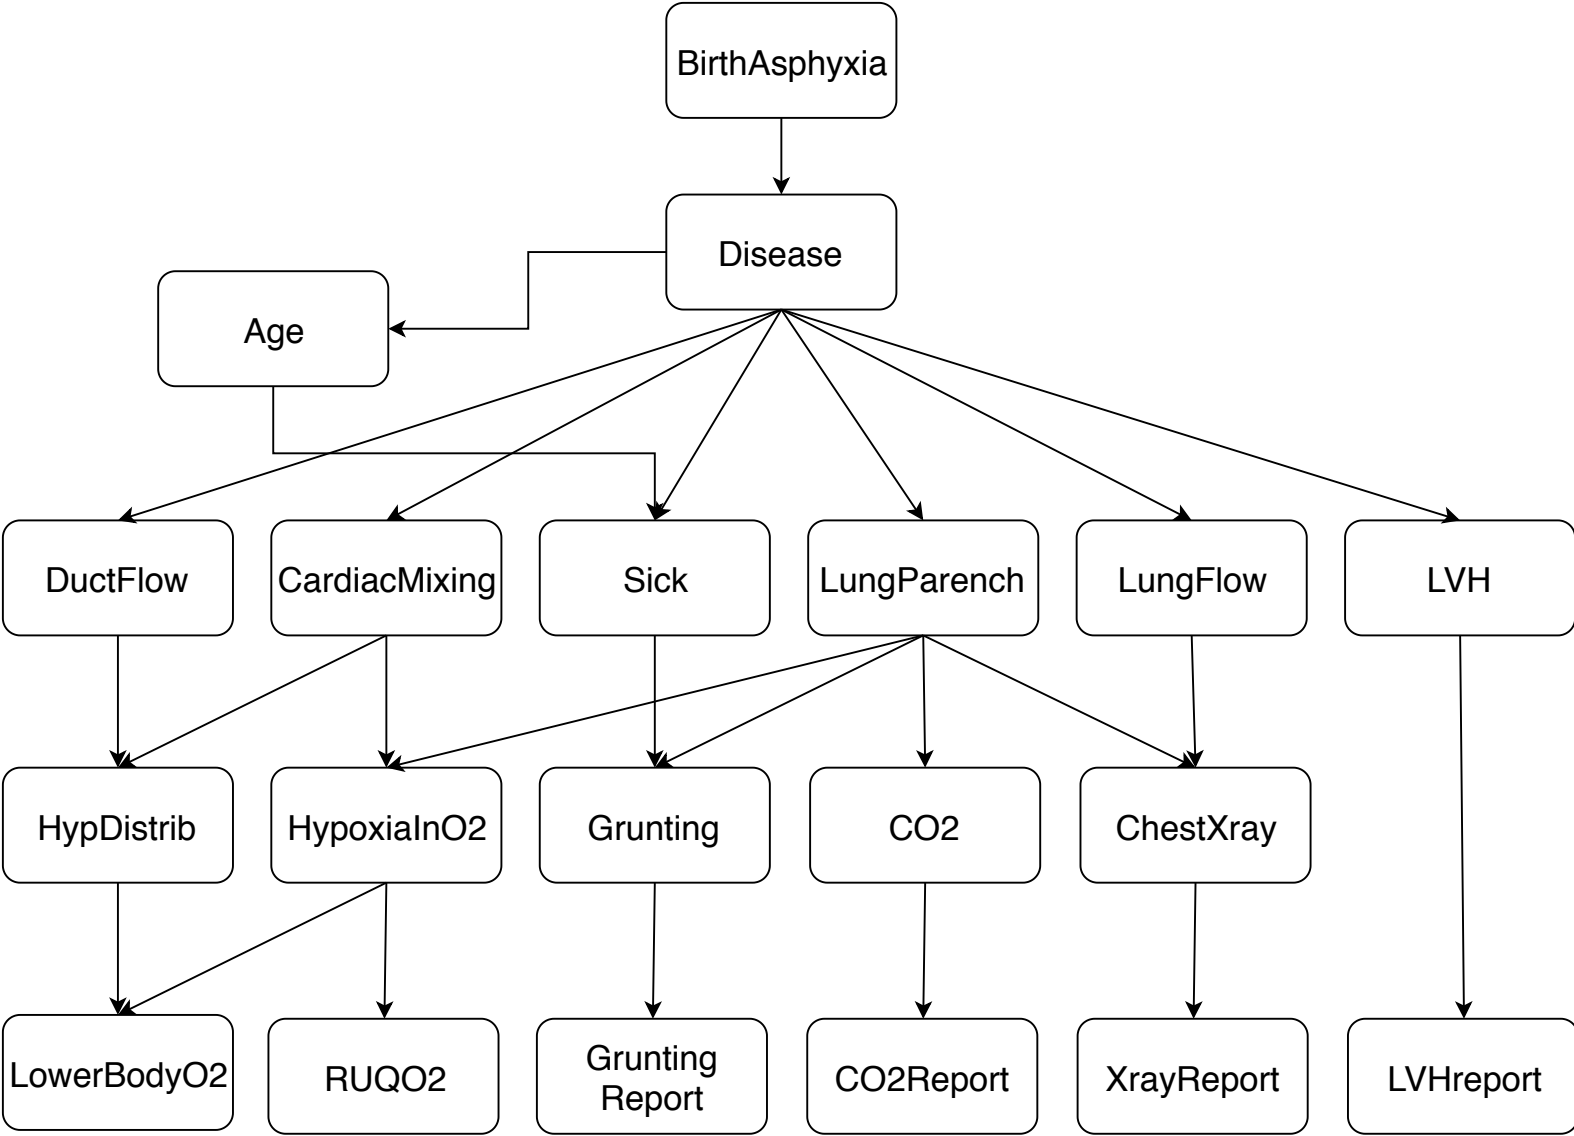 BirthAsphyxia
Disease
Age
DuctFlow
CardiacMixing
Sick
LungParench
LungFlow
LVH
HypDistrib
HypoxiaInO2
Grunting
CO2
ChestXray
LowerBodyO2
RUQO2
Grunting
Report
CO2Report
XrayReport
LVHreport